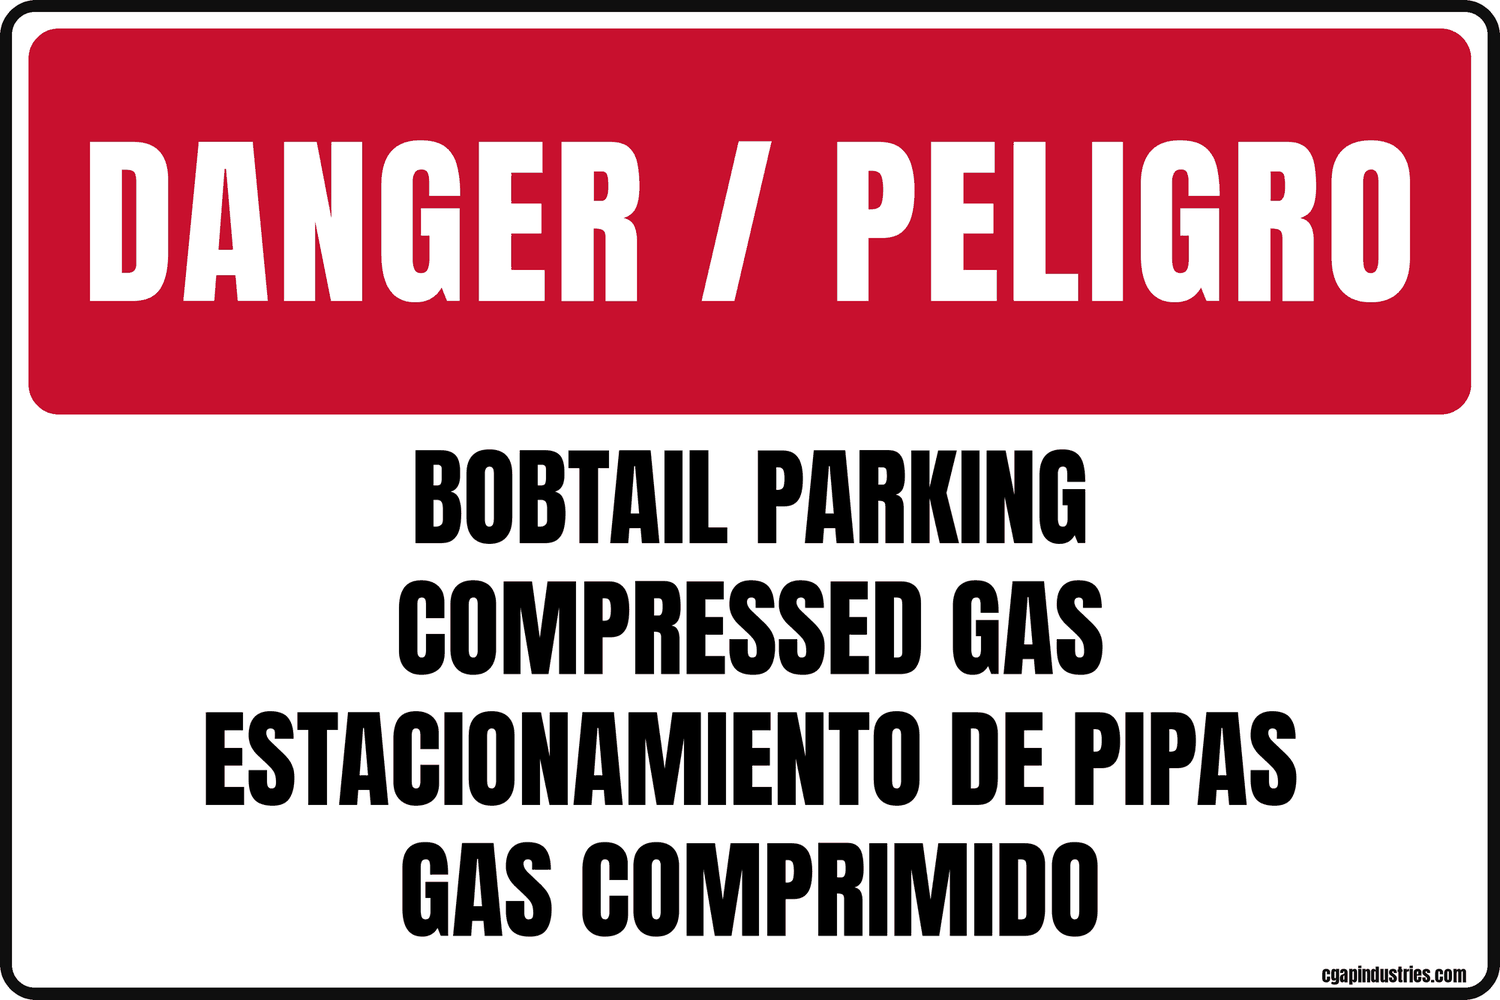 DANGER / PELIGRO
BOBTAIL PARKING
COMPRESSED GAS
ESTACIONAMIENTO DE PIPAS
GAS COMPRIMIDO
cgapindustries.com